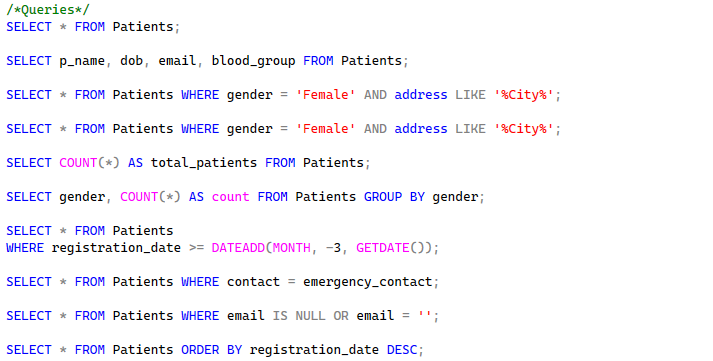 /*Queries*/
SELECT * FROM Patients;
SELECT p_name, dob, email, blood_group FROM Patients;
SELECT * FROM Patients WHERE gender = 'Female' AND address LIKE '%City%';
SELECT * FROM Patients WHERE gender = 'Female' AND address LIKE '%City%';
SELECT COUNT(*) AS total_patients FROM Patients;
SELECT gender, COUNT(*) AS count FROM Patients GROUP BY gender;
SELECT * FROM Patients
WHERE registration_date >= DATEADD(MONTH, -3, GETDATE());
SELECT * FROM Patients WHERE contact = emergency_contact;
SELECT * FROM Patients WHERE email IS NULL OR email = '';
SELECT * FROM Patients ORDER BY registration_date DESC;